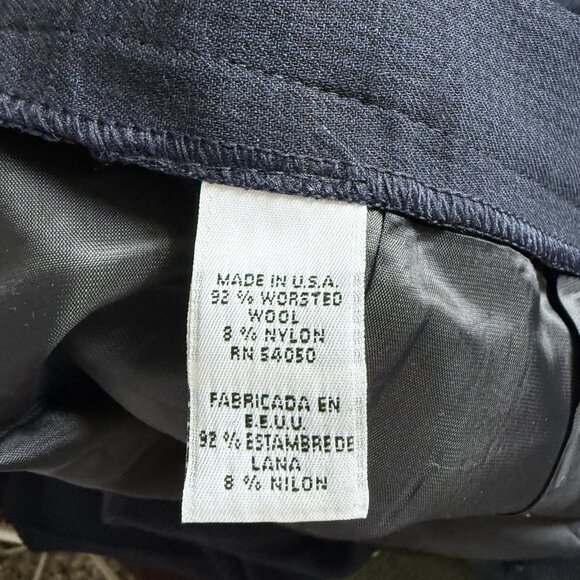 MADE IN U.S.A.
92 % WORSTED
WOOL
8 % NYLON
RN 54050
FABRICADA EN
E.E.U.U.
92 % ESTAMBRE DE
LANA
8 % NILON